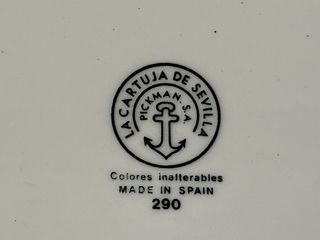 LA CARTUJA DE SEVILLA
PICKMAN, S.A.
Colores inalterables
MADE IN SPAIN
290